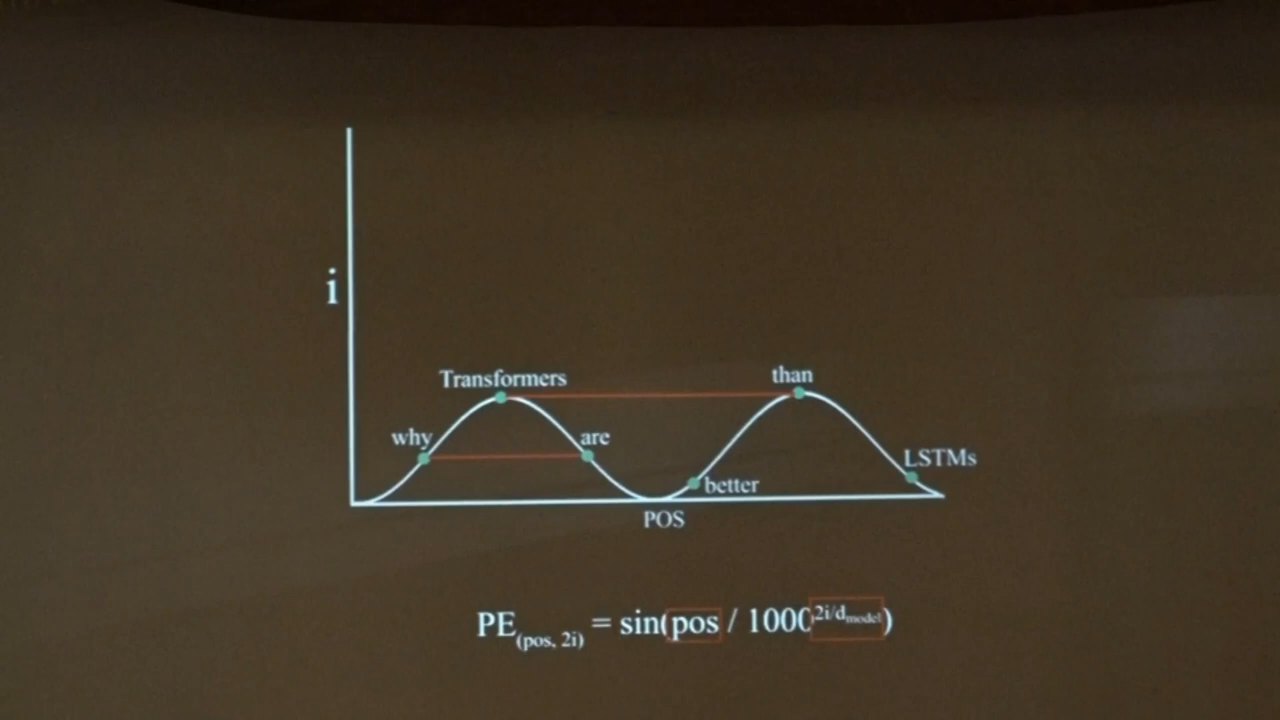 i
Transformers
than
why
are
LSTMs
better
POS
PE(pos, 2i) = sin(pos / 1000^2i/dmodel)